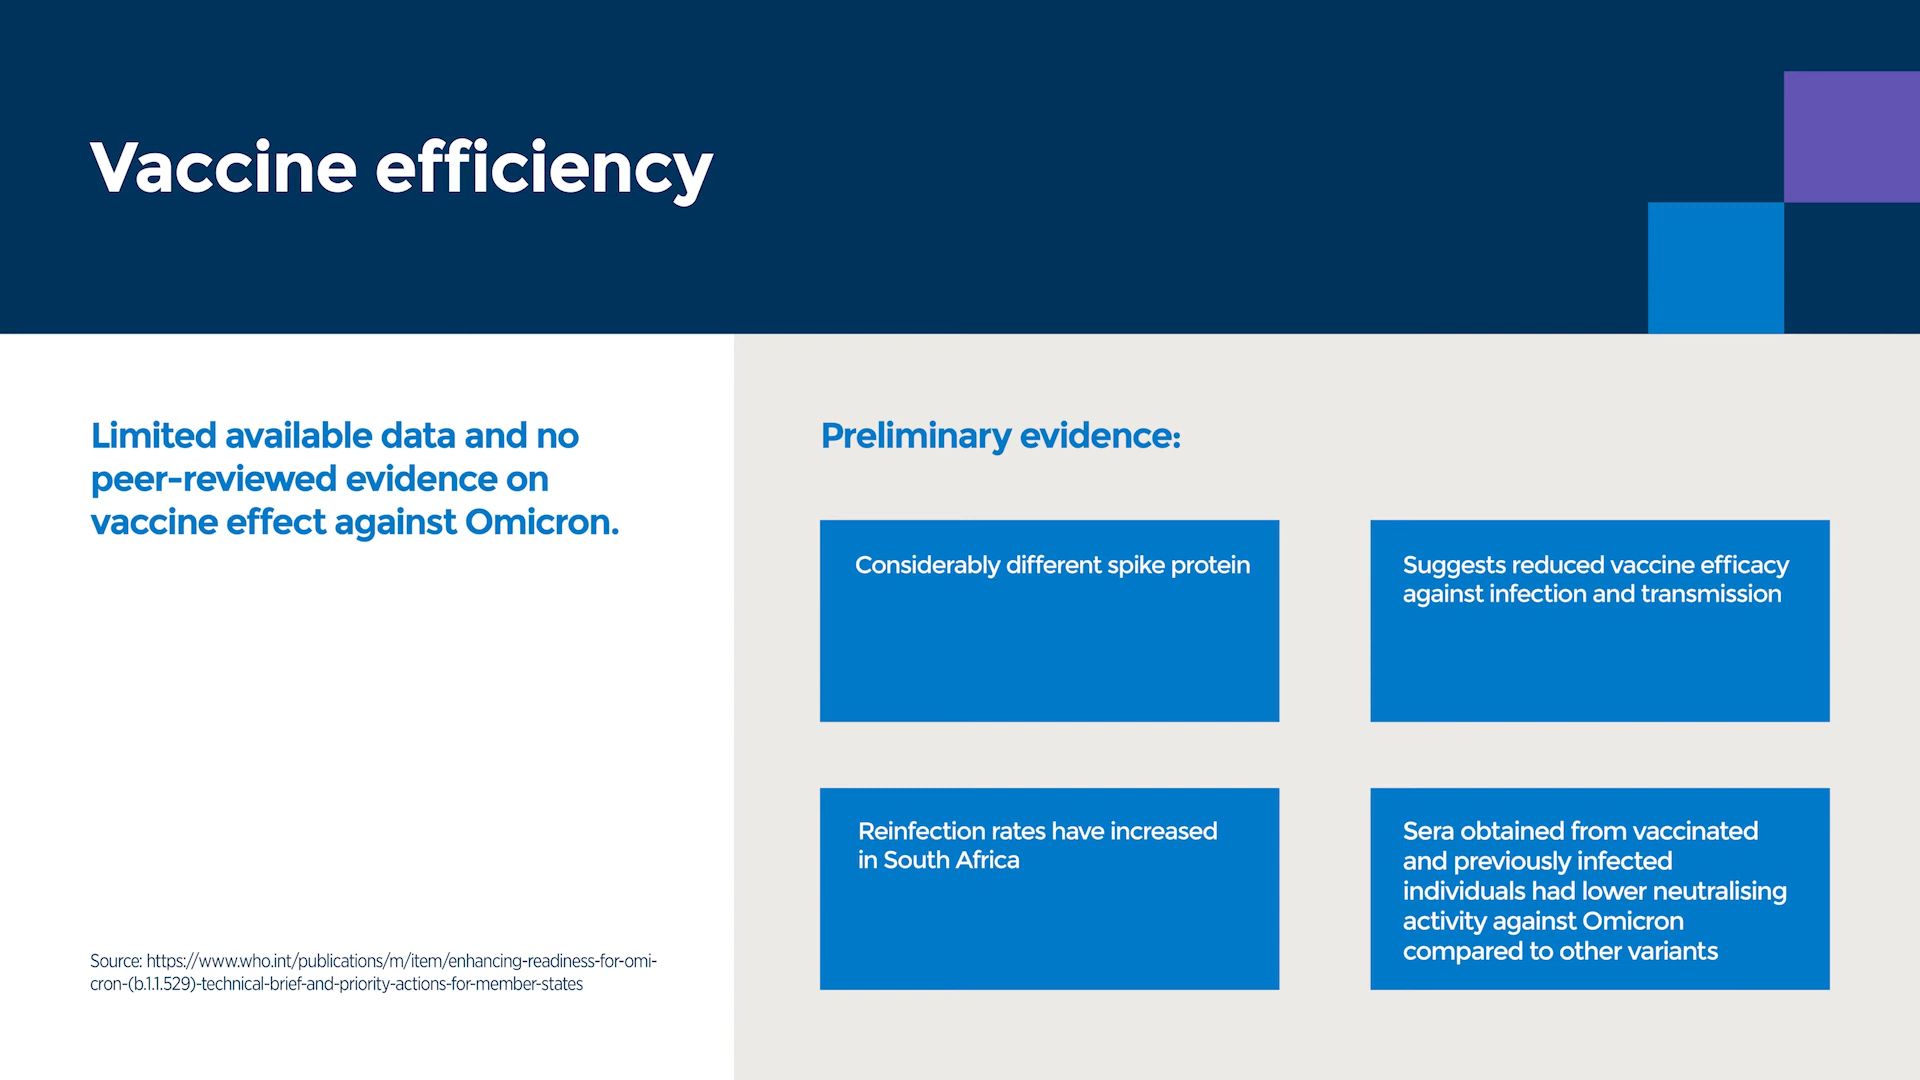 Vaccine efficiency
Limited available data and no
peer-reviewed evidence on
vaccine effect against Omicron.
Source: https://www.who.int/publications/m/item/enhancing-readiness-for-omi-
cron-(b.1.1.529)-technical-brief-and-priority-actions-for-member-states
Preliminary evidence:
Considerably different spike protein
Suggests reduced vaccine efficacy
against infection and transmission
Reinfection rates have increased
in South Africa
Sera obtained from vaccinated
and previously infected
individuals had lower neutralising
activity against Omicron
compared to other variants